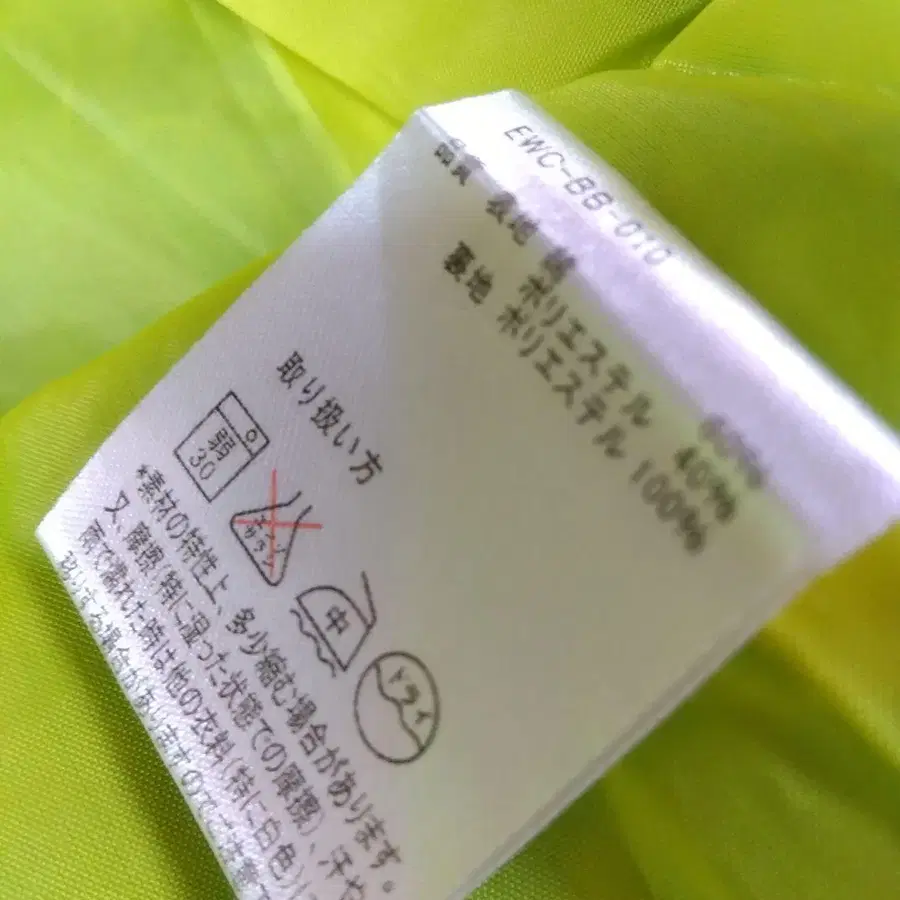 EWC-BB-010
品質 表地 綿 60%
ポリエステル 40%
裏地 ポリエステル 100%
取り扱い方
弱
30
エンソ
サラシ
中
ドライ
*素材の特性上、多少縮む場合があります。
又、摩擦(特に湿った状態での摩擦)、汗や
雨で濡れた時は他の衣料(特に白色)に